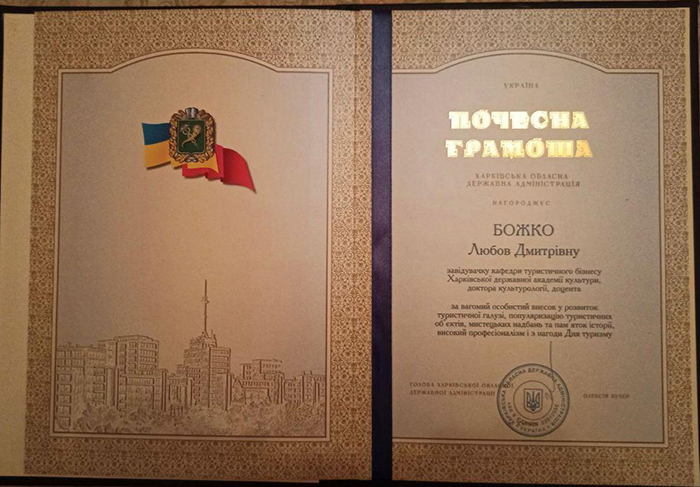 УКРАЇНА
ПОЧЕСНА
ГРАМОТА
ХАРКІВСЬКА ОБЛАСНА
ДЕРЖАВНА АДМІНІСТРАЦІЯ
НАГОРОДЖУЄ
БОЖКО
Любов Дмитрівну
завідувачку кафедри туристичного бізнесу
Харківської державної академії культури,
доктора культурології, доцента
за вагомий особистий внесок у розвиток
туристичної галузі, популяризацію туристичних
об єктів, мистецьких надбань та пам яток історії,
високий професіоналізм і з нагоди Дня туризму
ГОЛОВА ХАРКІВСЬКОЇ ОБЛАСНОЇ
ДЕРЖАВНОЇ АДМІНІСТРАЦІЇ
ОЛЕКСІЙ КУЧЕР